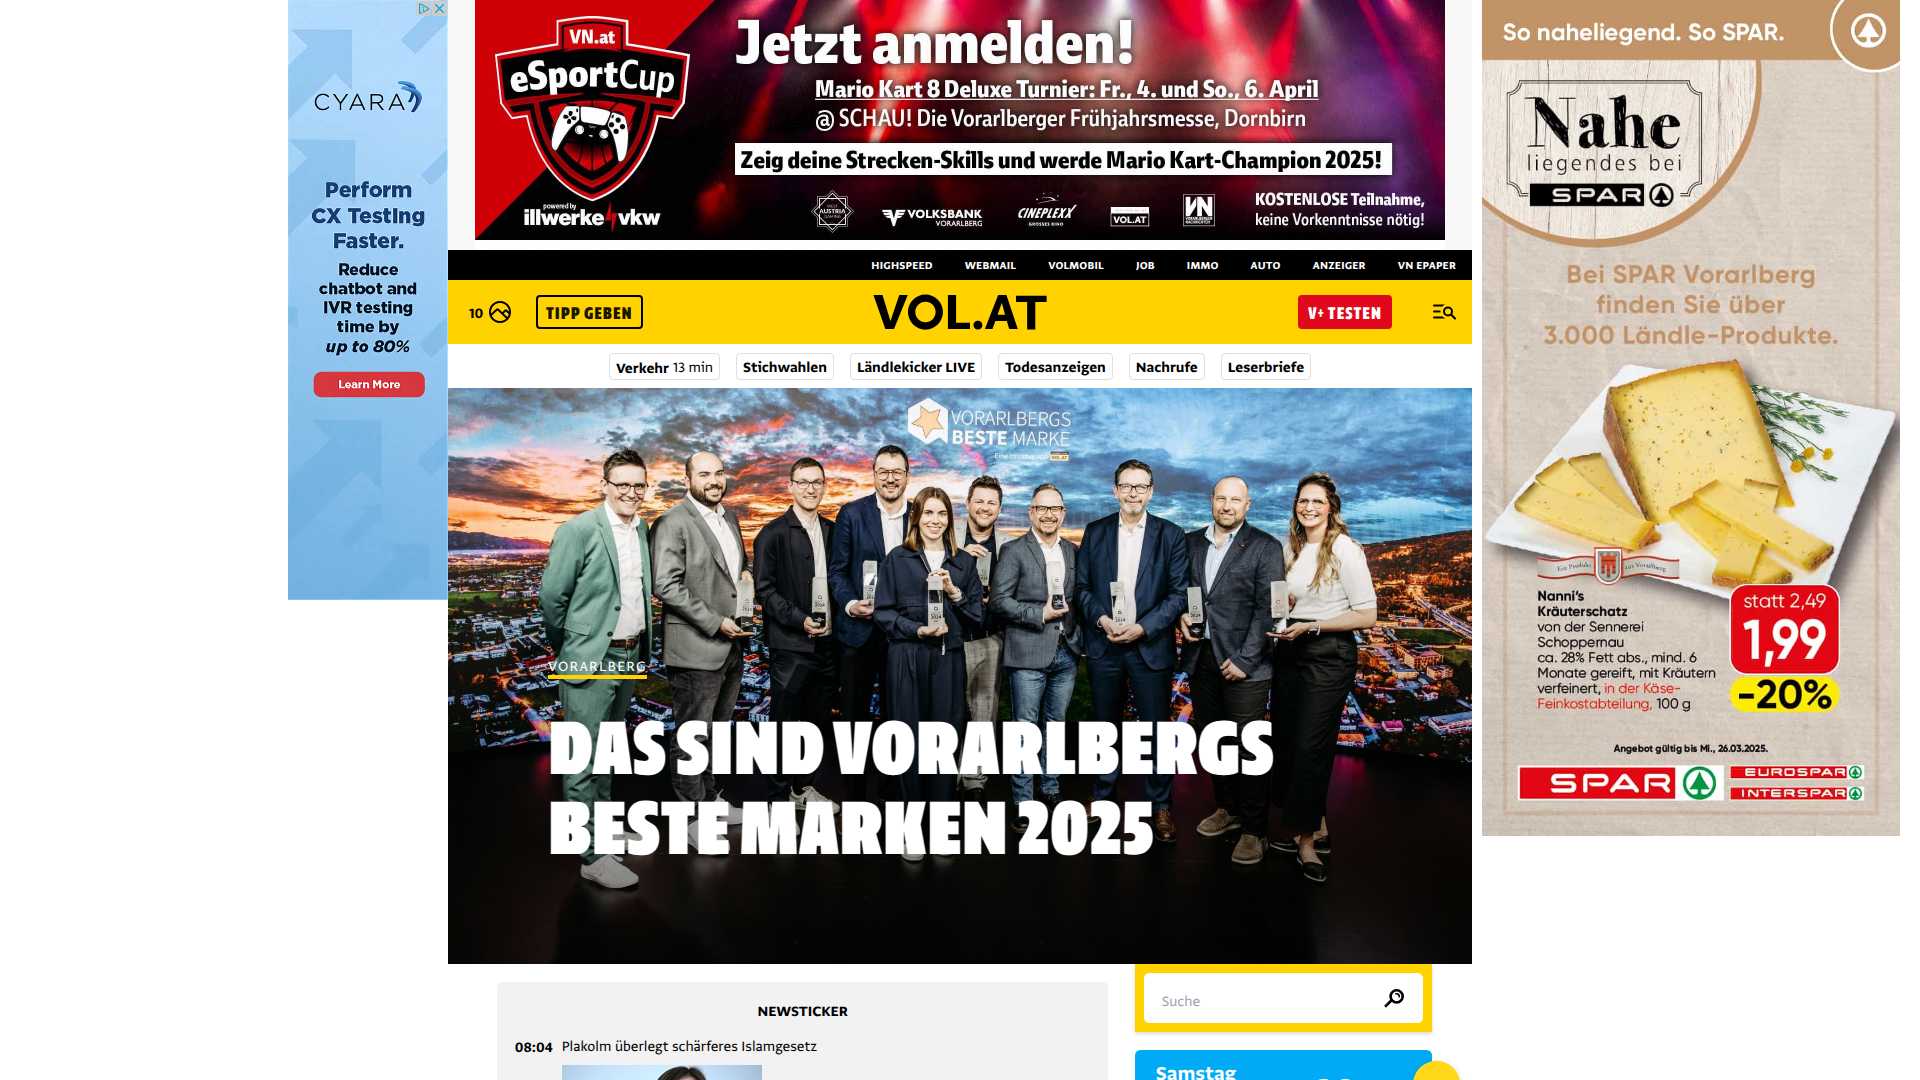 CYARA
Perform
CX Testing
Faster.
Reduce
chatbot and
IVR testing
time by
up to 80%
Learn More
VN.at
eSportCup
powered by
illwerke vkw
Jetzt anmelden!
Mario Kart 8 Deluxe Turnier: Fr., 4. und So., 6. April
@ SCHAU! Die Vorarlberger Frühjahrsmesse, Dornbirn
Zeig deine Strecken-Skills und werde Mario Kart-Champion 2025!
AUSTRIA
VOLKSBANK
VORARLBERG
CINEPLEXX
VOL.AT
VN
KOSTENLOSE Teilnahme,
keine Vorkenntnisse nötig!
HIGHSPEED WEBMAIL VOLMOBIL JOB IMMO AUTO ANZEIGER VN EPAPER
10 TIPP GEBEN VOL.AT V+ TESTEN
Verkehr 13 min Stichwahlen Ländlekicker LIVE Todesanzeigen Nachrufe Leserbriefe
VORARLBERGS
BESTE MARKE
VORARLBERG
DAS SIND VORARLBERGS
BESTE MARKEN 2025
NEWSTICKER
08:04 Plakolm überlegt schärferes Islamgesetz
Suche
Samstag
So naheliegend. So SPAR.
Nahe
liegendes bei
SPAR
Bei SPAR Vorarlberg
finden Sie über
3.000 Ländle-Produkte.
Ein Produkt aus Vorarlberg
Nanni's
Kräuterschatz
von der Sennerei
Schoppernau
ca. 28% Fett abs., mind. 6
Monate gereift, mit Kräutern
verfeinert, in der Käse-
Feinkostabteilung, 100 g
statt 2,49
1,99
-20%
Angebot gültig bis Mi., 26.03.2025.
SPAR
EUROSPAR
INTERSPAR